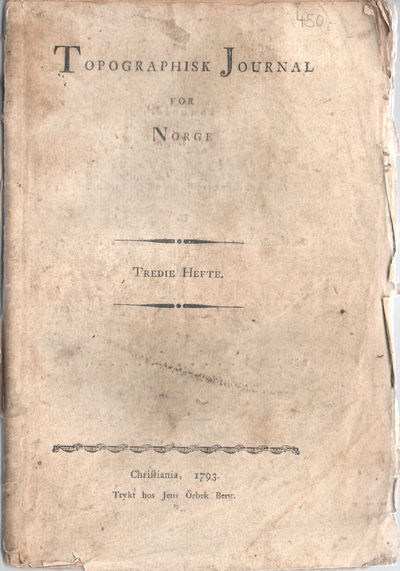 450.-
TOPOGRAPHISK JOURNAL
FOR
NORGE
TREDIE HEFTE.
Chriſtiania, 1793.
Trykt hos Jens Örbek Berg.